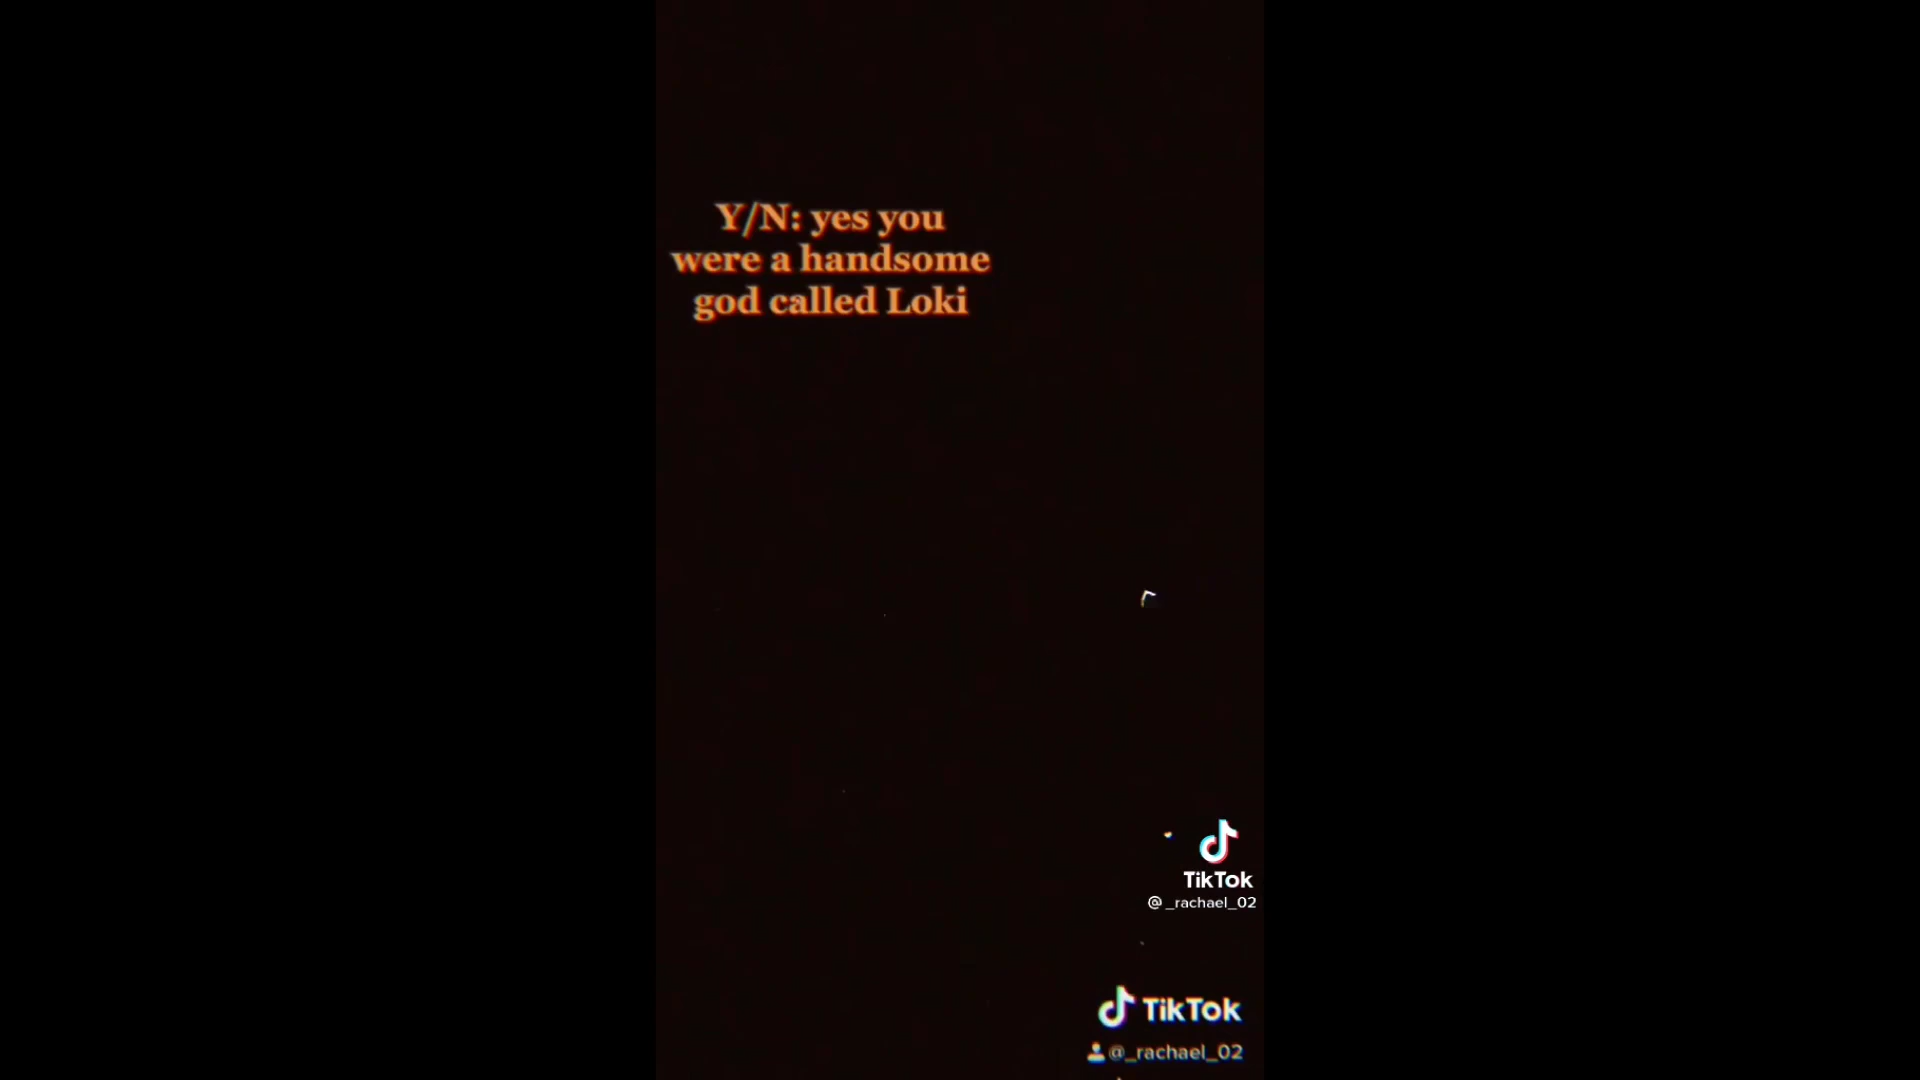 Y/N: yes you
were a handsome
god called Loki
TikTok
@_rachael_02
TikTok
@_rachael_02